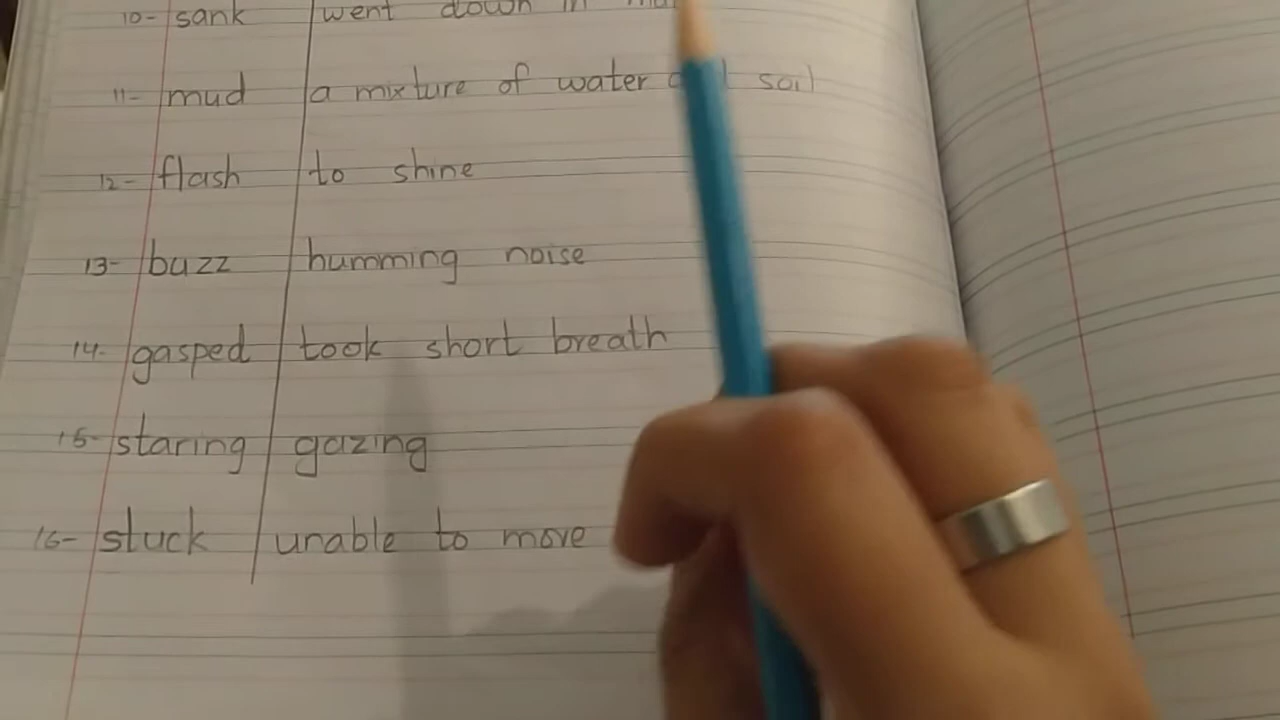 10- sank went down in
11- mud a mixture of water soil
12- flash to shine
13- buzz humming noise
14- gasped took short breath
15- staring gazing
16- stuck unable to move